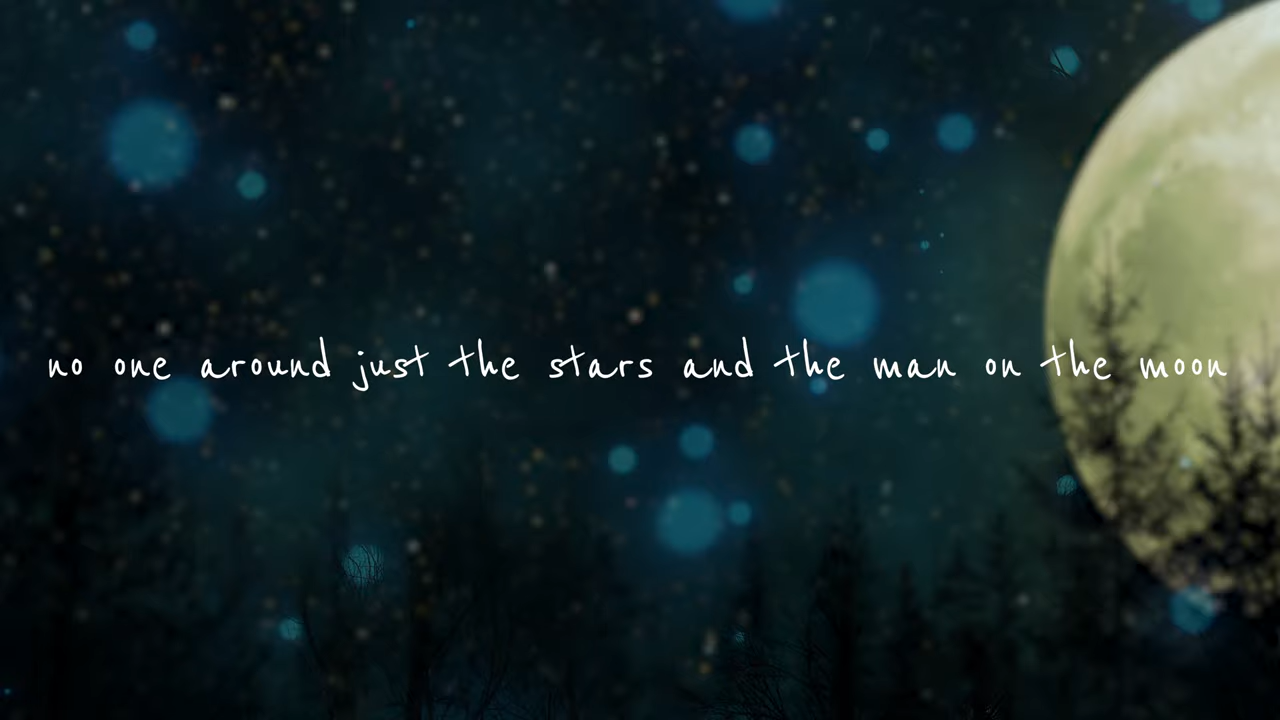 no one around just the stars and the man on the moon